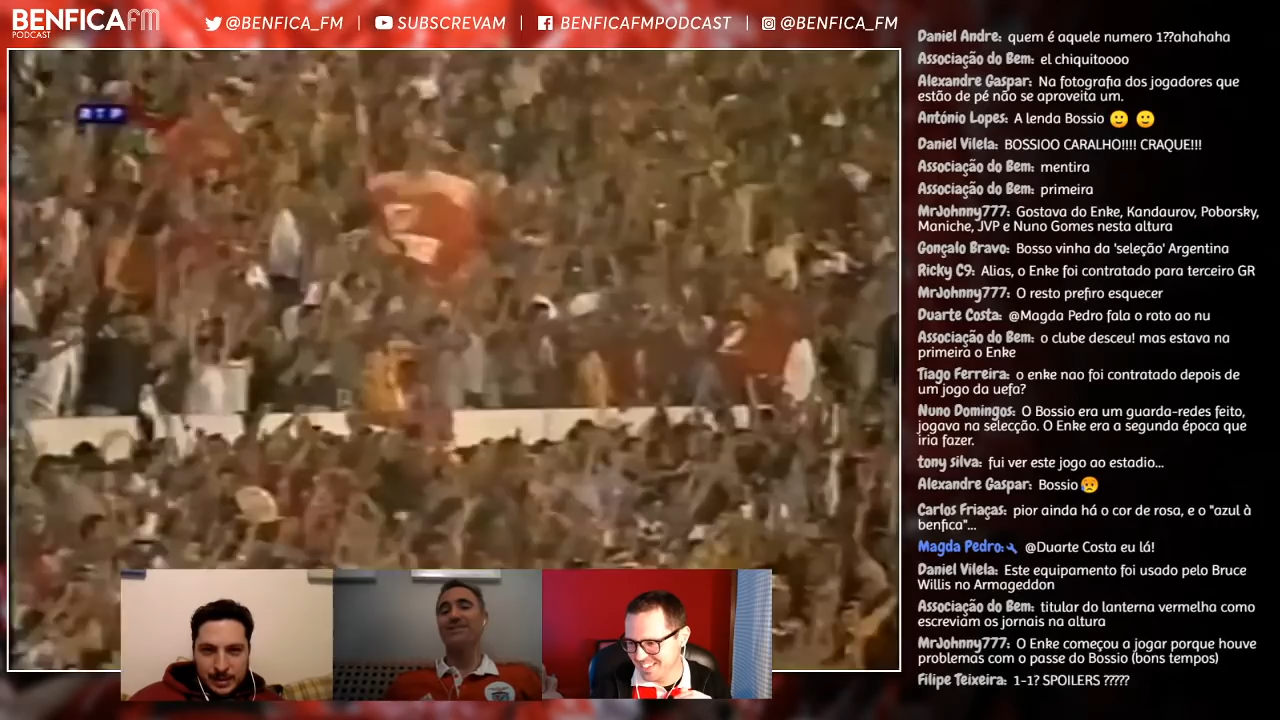 BENFICAFM
PODCAST
@BENFICA_FM | SUBSCREVAM | BENFICAFMPODCAST | @BENFICA_FM
RTP
Daniel Andre: quem é aquele numero 1??ahahaha
Associação do Bem: el chiquitoooo
Alexandre Gaspar: Na fotografia dos jogadores que
estão de pé não se aproveita um.
António Lopes: A lenda Bossio 🙂 🙂
Daniel Vilela: BOSSIOO CARALHO!!!! CRAQUE!!!
Associação do Bem: mentira
Associação do Bem: primeira
MrJohnny777: Gostava do Enke, Kandaurov, Poborsky,
Maniche, JVP e Nuno Gomes nesta altura
Gonçalo Bravo: Bosso vinha da 'seleção' Argentina
Ricky C9: Alias, o Enke foi contratado para terceiro GR
MrJohnny777: O resto prefiro esquecer
Duarte Costa: @Magda Pedro fala o roto ao nu
Associação do Bem: o clube desceu! mas estava na
primeira o Enke
Tiago Ferreira: o enke nao foi contratado depois de
um jogo da uefa?
Nuno Domingos: O Bossio era um guarda-redes feito,
jogava na selecção. O Enke era a segunda época que
iria fazer.
tony silva: fui ver este jogo ao estadio...
Alexandre Gaspar: Bossio😥
Carlos Friaças: pior ainda há o cor de rosa, e o "azul à
benfica"...
Magda Pedro:🔧 @Duarte Costa eu lá!
Daniel Vilela: Este equipamento foi usado pelo Bruce
Willis no Armageddon
Associação do Bem: titular do lanterna vermelha como
escreviam os jornais na altura
MrJohnny777: O Enke começou a jogar porque houve
problemas com o passe do Bossio (bons tempos)
Filipe Teixeira: 1-1? SPOILERS ?????